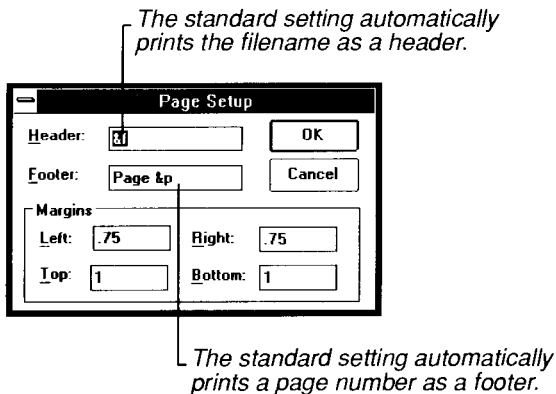 The standard setting automatically
prints the filename as a header.
Page Setup
Header: &f OK
Footer: Page &p Cancel
Margins
Left: .75 Right: .75
Top: 1 Bottom: 1
The standard setting automatically
prints a page number as a footer.